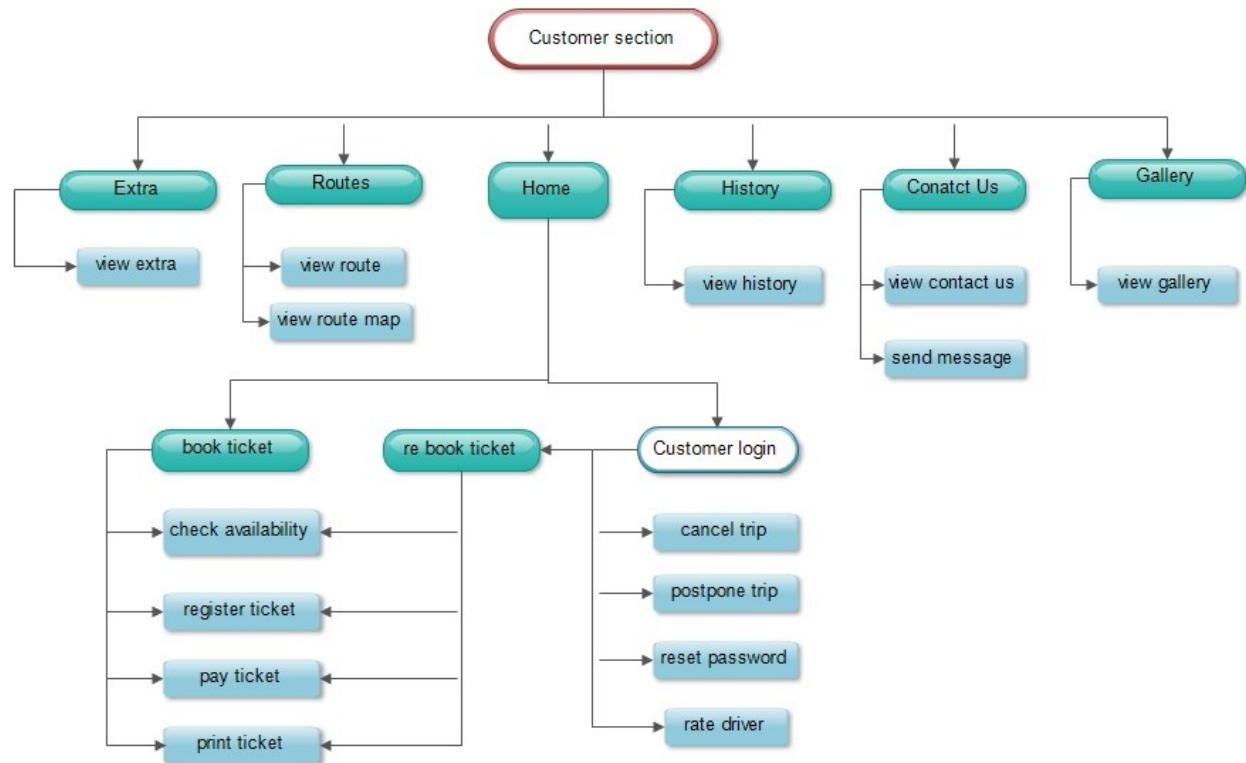 Customer section
Extra
Routes
Home
History
Conatct Us
Gallery
view extra
view route
view history
view contact us
view gallery
view route map
send message
book ticket
re book ticket
Customer login
check availability
cancel trip
register ticket
postpone trip
pay ticket
reset password
print ticket
rate driver